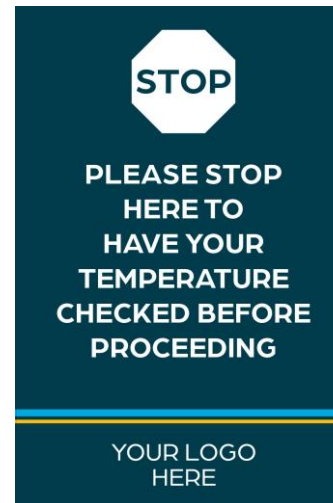 STOP
PLEASE STOP
HERE TO
HAVE YOUR
TEMPERATURE
CHECKED BEFORE
PROCEEDING
YOUR LOGO
HERE